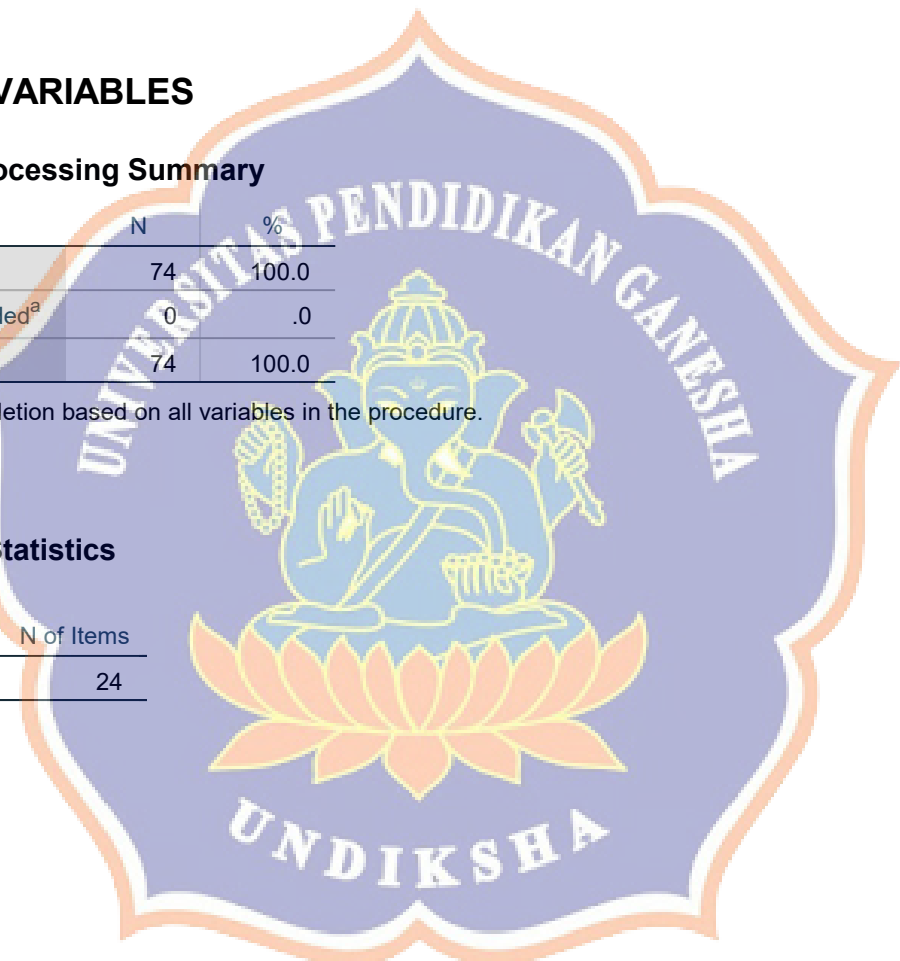 VARIABLES
ocessing Summary
N %
74 100.0
led^a 0 .0
74 100.0
letion based on all variables in the procedure.
Statistics
N of Items
24
UNIVERSITAS PENDIDIKAN GANESHA
UNDIKSHA